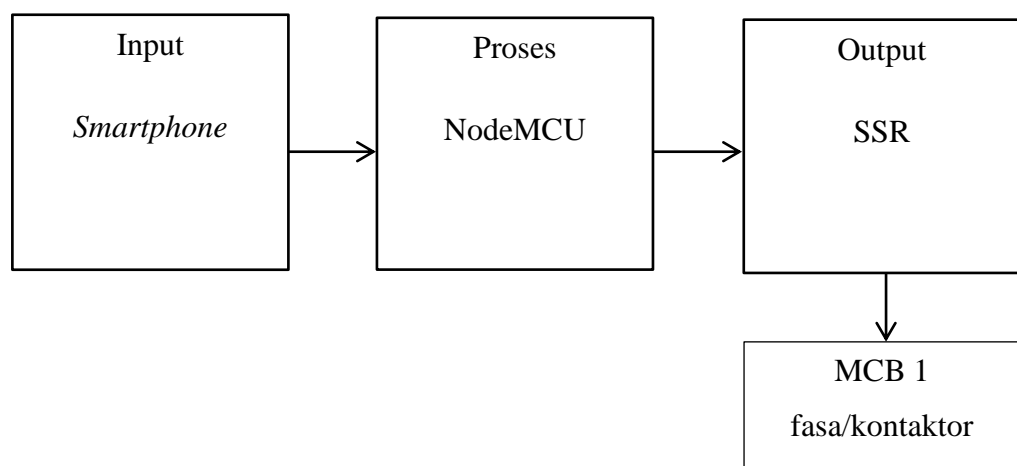 Input
Smartphone
Proses
NodeMCU
Output
SSR
MCB 1
fasa/kontaktor